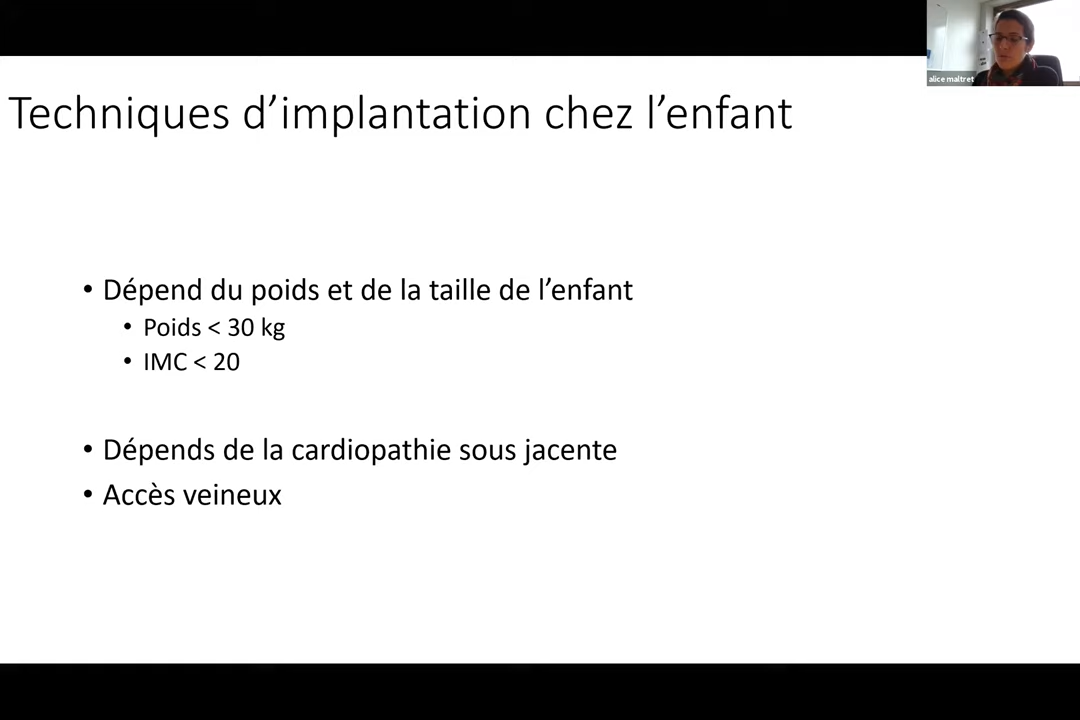 alice maltret
Techniques d’implantation chez l’enfant
• Dépend du poids et de la taille de l’enfant
• Poids < 30 kg
• IMC < 20
• Dépends de la cardiopathie sous jacente
• Accès veineux